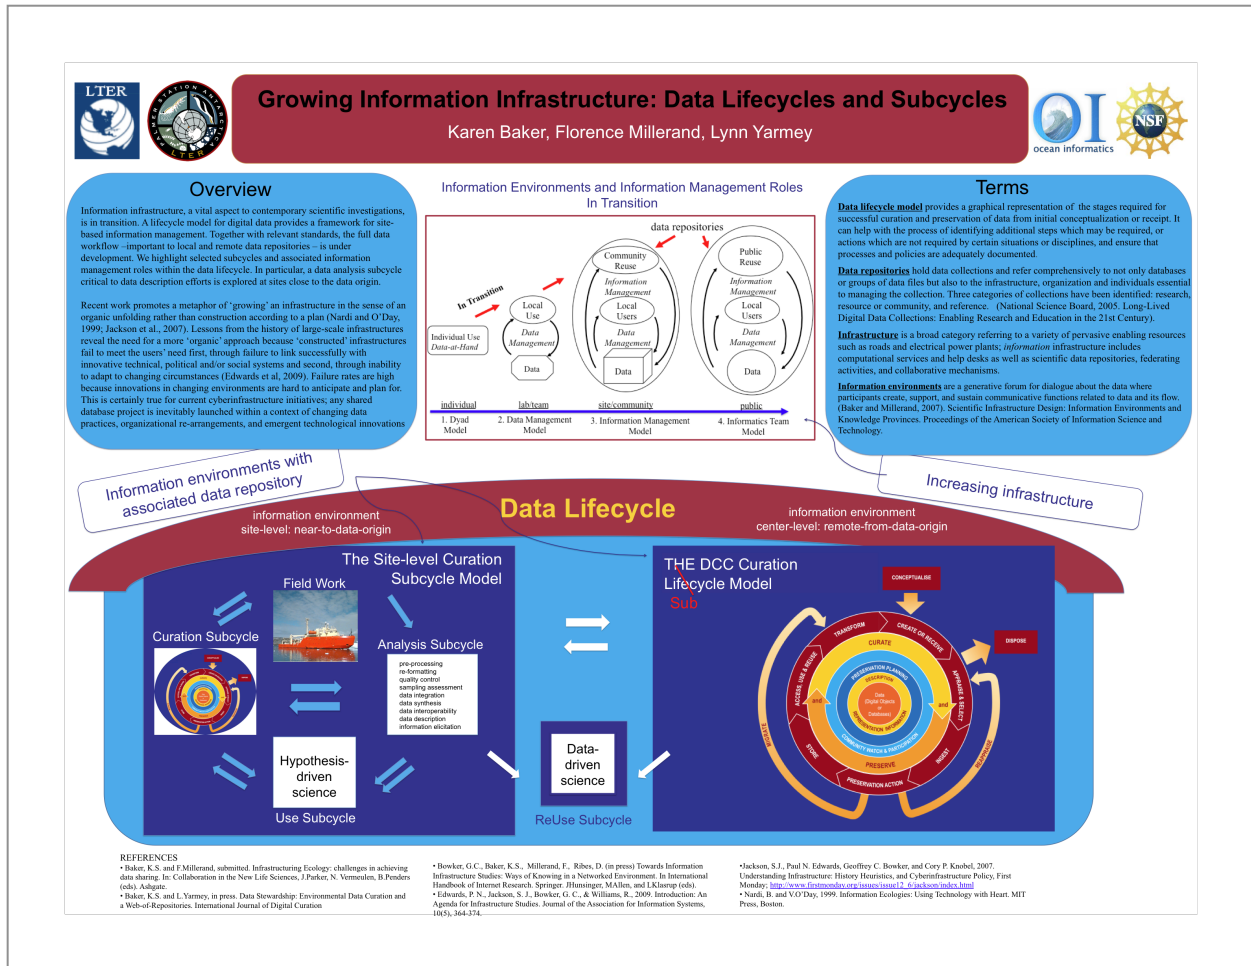 LTER
PALMER STATION ANTARCTICA
LTER
Growing Information Infrastructure: Data Lifecycles and Subcycles
Karen Baker, Florence Millerand, Lynn Yarmey
OI
ocean informatics
NSF
Overview
Information infrastructure, a vital aspect to contemporary scientific investigations,
is in transition. A lifecycle model for digital data provides a framework for site-
based information management. Together with relevant standards, the full data
workflow –important to local and remote data repositories – is under
development. We highlight selected subcycles and associated information
management roles within the data lifecycle. In particular, a data analysis subcycle
critical to data description efforts is explored at sites close to the data origin.
Recent work promotes a metaphor of 'growing' an infrastructure in the sense of an
organic unfolding rather than construction according to a plan (Nardi and O'Day,
1999; Jackson et al., 2007). Lessons from the history of large-scale infrastructures
reveal the need for a more 'organic' approach because 'constructed' infrastructures
fail to meet the users' need first, through failure to link successfully with
innovative technical, political and/or social systems and second, through inability
to adapt to changing circumstances (Edwards et al, 2009). Failure rates are high
because innovations in changing environments are hard to anticipate and plan for.
This is certainly true for current cyberinfrastructure initiatives; any shared
database project is inevitably launched within a context of changing data
practices, organizational re-arrangements, and emergent technological innovations
Information Environments and Information Management Roles
In Transition
data repositories
In Transition
Individual Use
Data-at-Hand
Local
Use
Data
Management
Data
Community
Reuse
Information
Management
Local
Users
Data
Management
Data
Public
Reuse
Information
Management
Local
Users
Data
Management
Data
individual
lab/team
site/community
public
1. Dyad
Model
2. Data Management
Model
3. Information Management
Model
4. Informatics Team
Model
Terms
Data lifecycle model provides a graphical representation of the stages required for
successful curation and preservation of data from initial conceptualization or receipt. It
can help with the process of identifying additional steps which may be required, or
actions which are not required by certain situations or disciplines, and ensure that
processes and policies are adequately documented.
Data repositories hold data collections and refer comprehensively to not only databases
or groups of data files but also to the infrastructure, organization and individuals essential
to managing the collection. Three categories of collections have been identified: research,
resource or community, and reference. (National Science Board, 2005. Long-Lived
Digital Data Collections: Enabling Research and Education in the 21st Century).
Infrastructure is a broad category referring to a variety of pervasive enabling resources
such as roads and electrical power plants; information infrastructure includes
computational services and help desks as well as scientific data repositories, federating
activities, and collaborative mechanisms.
Information environments are a generative forum for dialogue about the data where
participants create, support, and sustain communicative functions related to data and its flow.
(Baker and Millerand, 2007). Scientific Infrastructure Design: Information Environments and
Knowledge Provinces. Proceedings of the American Society of Information Science and
Technology.
Information environments with
associated data repository
Increasing infrastructure
Data Lifecycle
information environment
site-level: near-to-data-origin
information environment
center-level: remote-from-data-origin
The Site-level Curation
Subcycle Model
Field Work
Curation Subcycle
Analysis Subcycle
pre-processing
re-formatting
quality control
sampling assessment
data integration
data synthesis
data interoperability
data description
information elicitation
Hypothesis-
driven
science
Use Subcycle
Data-
driven
science
ReUse Subcycle
THE DCC Curation
Lifecycle Model
Sub
CONCEPTUALISE
DISPOSE
TRANSFORM
CREATE OR RECEIVE
APPRAISE & SELECT
INGEST
PRESERVATION ACTION
STORE
ACCESS, USE & REUSE
CURATE
and
and
PRESERVE
PRESERVATION PLANNING
COMMUNITY WATCH & PARTICIPATION
DESCRIPTION
REPRESENTATION INFORMATION
Data
(Digital Objects
or
Databases)
MIGRATE
REAPPRAISE
REFERENCES
• Baker, K.S. and F.Millerand, submitted. Infrastructuring Ecology: challenges in achieving
data sharing. In: Collaboration in the New Life Sciences, J.Parker, N. Vermeulen, B.Penders
(eds). Ashgate.
• Baker, K.S. and L.Yarmey, in press. Data Stewardship: Environmental Data Curation and
a Web-of-Repositories. International Journal of Digital Curation
• Bowker, G.C., Baker, K.S., Millerand, F., Ribes, D. (in press) Towards Information
Infrastructure Studies: Ways of Knowing in a Networked Environment. In International
Handbook of Internet Research. Springer. JHunsinger, MAllen, and LKlasrup (eds).
• Edwards, P. N., Jackson, S. J., Bowker, G. C., & Williams, R., 2009. Introduction: An
Agenda for Infrastructure Studies. Journal of the Association for Information Systems,
10(5), 364-374.
•Jackson, S.J., Paul N. Edwards, Geoffrey C. Bowker, and Cory P. Knobel, 2007.
Understanding Infrastructure: History Heuristics, and Cyberinfrastructure Policy, First
Monday; http://www.firstmonday.org/issues/issue12_6/jackson/index.html
• Nardi, B. and V.O'Day, 1999. Information Ecologies: Using Technology with Heart. MIT
Press, Boston.